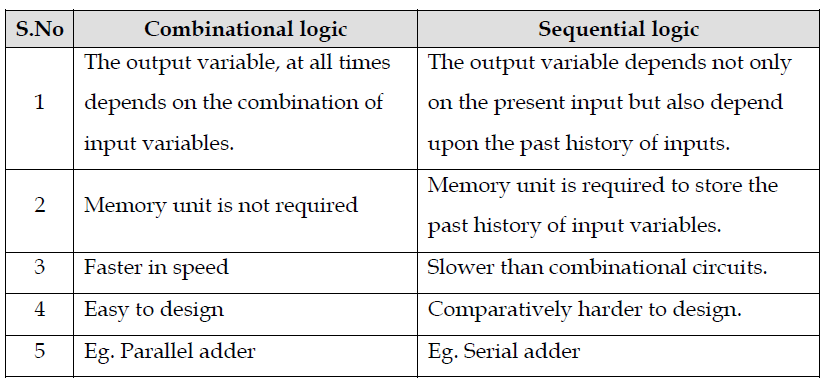 S.No Combinational logic Sequential logic
1 The output variable, at all times depends on the combination of input variables. The output variable depends not only on the present input but also depend upon the past history of inputs.
2 Memory unit is not required Memory unit is required to store the past history of input variables.
3 Faster in speed Slower than combinational circuits.
4 Easy to design Comparatively harder to design.
5 Eg. Parallel adder Eg. Serial adder